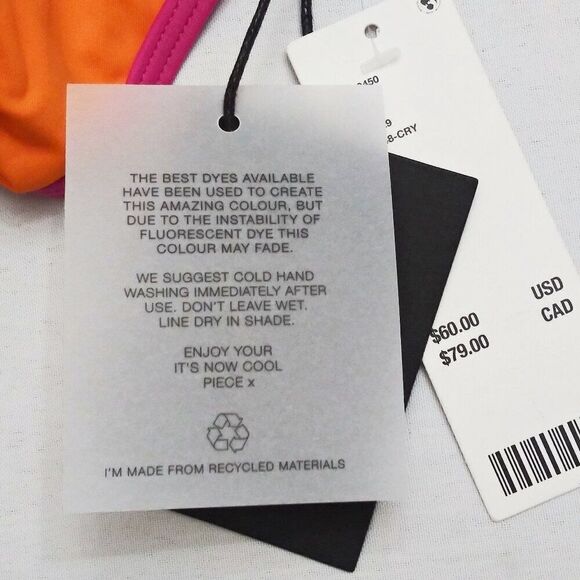 THE BEST DYES AVAILABLE
HAVE BEEN USED TO CREATE
THIS AMAZING COLOUR, BUT
DUE TO THE INSTABILITY OF
FLUORESCENT DYE THIS
COLOUR MAY FADE.
WE SUGGEST COLD HAND
WASHING IMMEDIATELY AFTER
USE. DON'T LEAVE WET.
LINE DRY IN SHADE.
ENJOY YOUR
IT'S NOW COOL
PIECE x
I'M MADE FROM RECYCLED MATERIALS
-CRY
$60.00 USD
$79.00 CAD